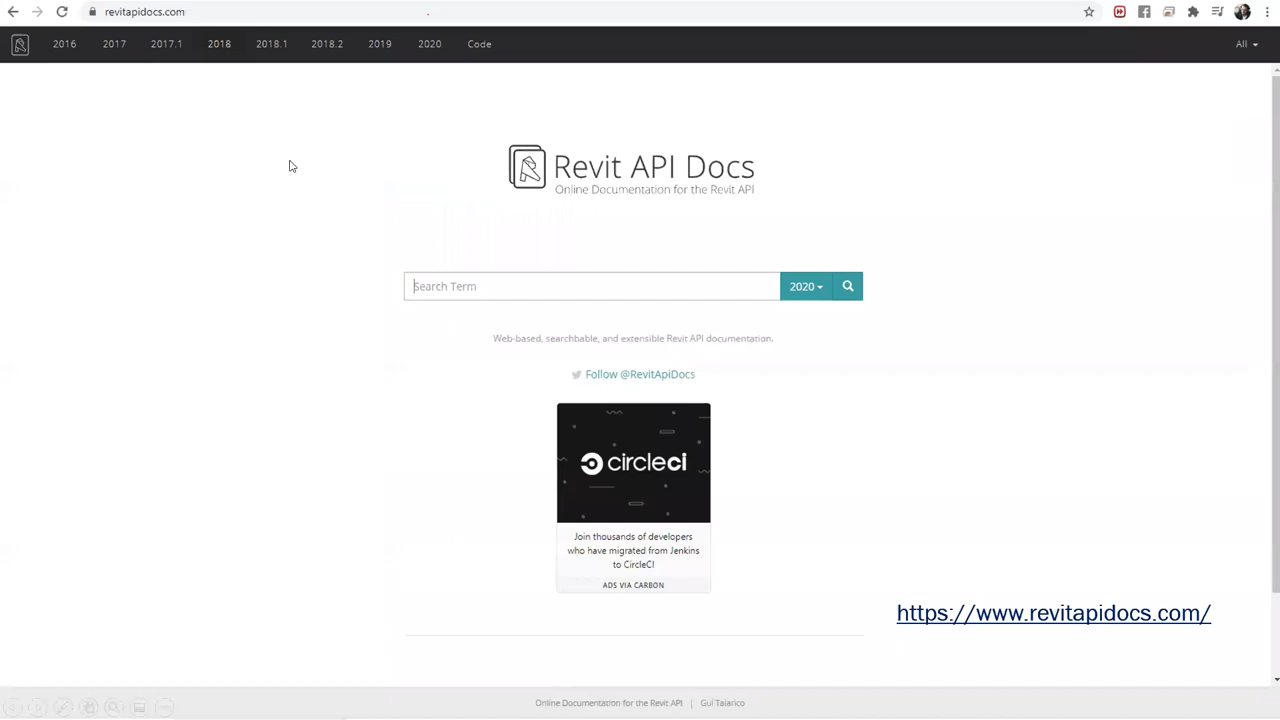 revitapidocs.com
2016 2017 2017.1 2018 2018.1 2018.2 2019 2020 Code All
Revit API Docs
Online Documentation for the Revit API
Search Term 2020
Web-based, searchbable, and extensible Revit API documentation.
Follow @RevitApiDocs
circleci
Join thousands of developers
who have migrated from Jenkins
to CircleCI
ADS VIA CARBON
https://www.revitapidocs.com/
Online Documentation for the Revit API | Gui Talarico